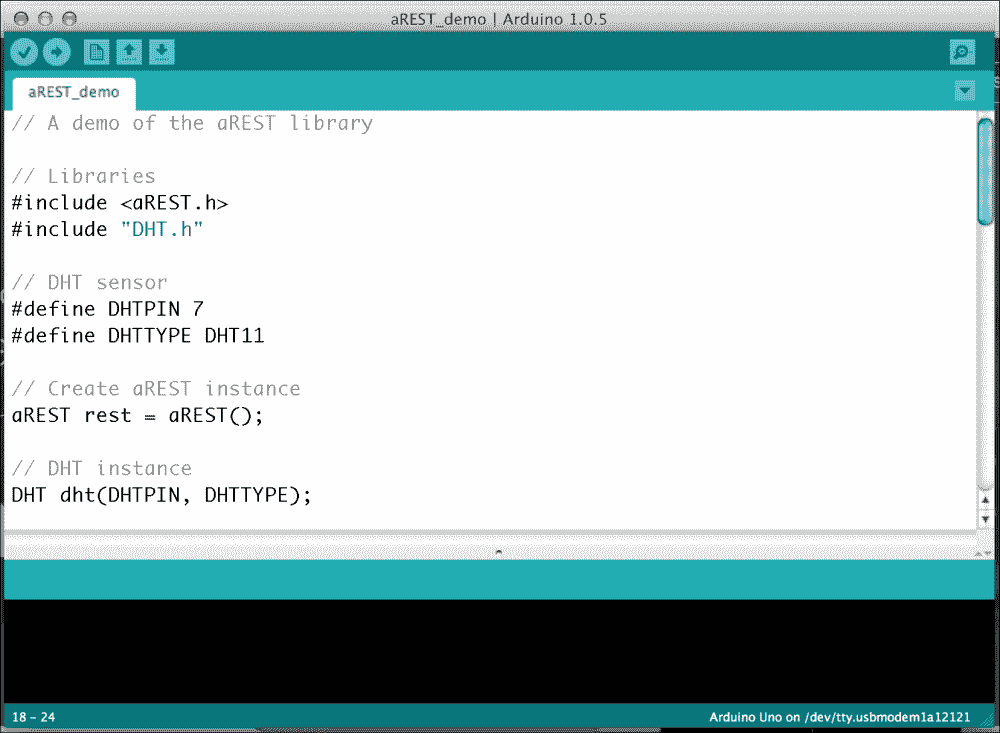 aREST_demo | Arduino 1.0.5
aREST_demo
// A demo of the aREST library
// Libraries
#include <aREST.h>
#include "DHT.h"
// DHT sensor
#define DHTPIN 7
#define DHTTYPE DHT11
// Create aREST instance
aREST rest = aREST();
// DHT instance
DHT dht(DHTPIN, DHTTYPE);
18 – 24
Arduino Uno on /dev/tty.usbmodem1a12121